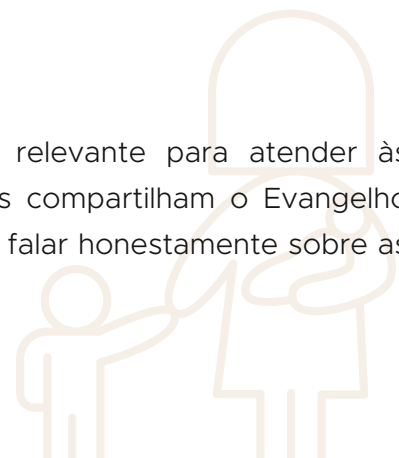 relevante para atender às
s compartilham o Evangelho
falar honestamente sobre as